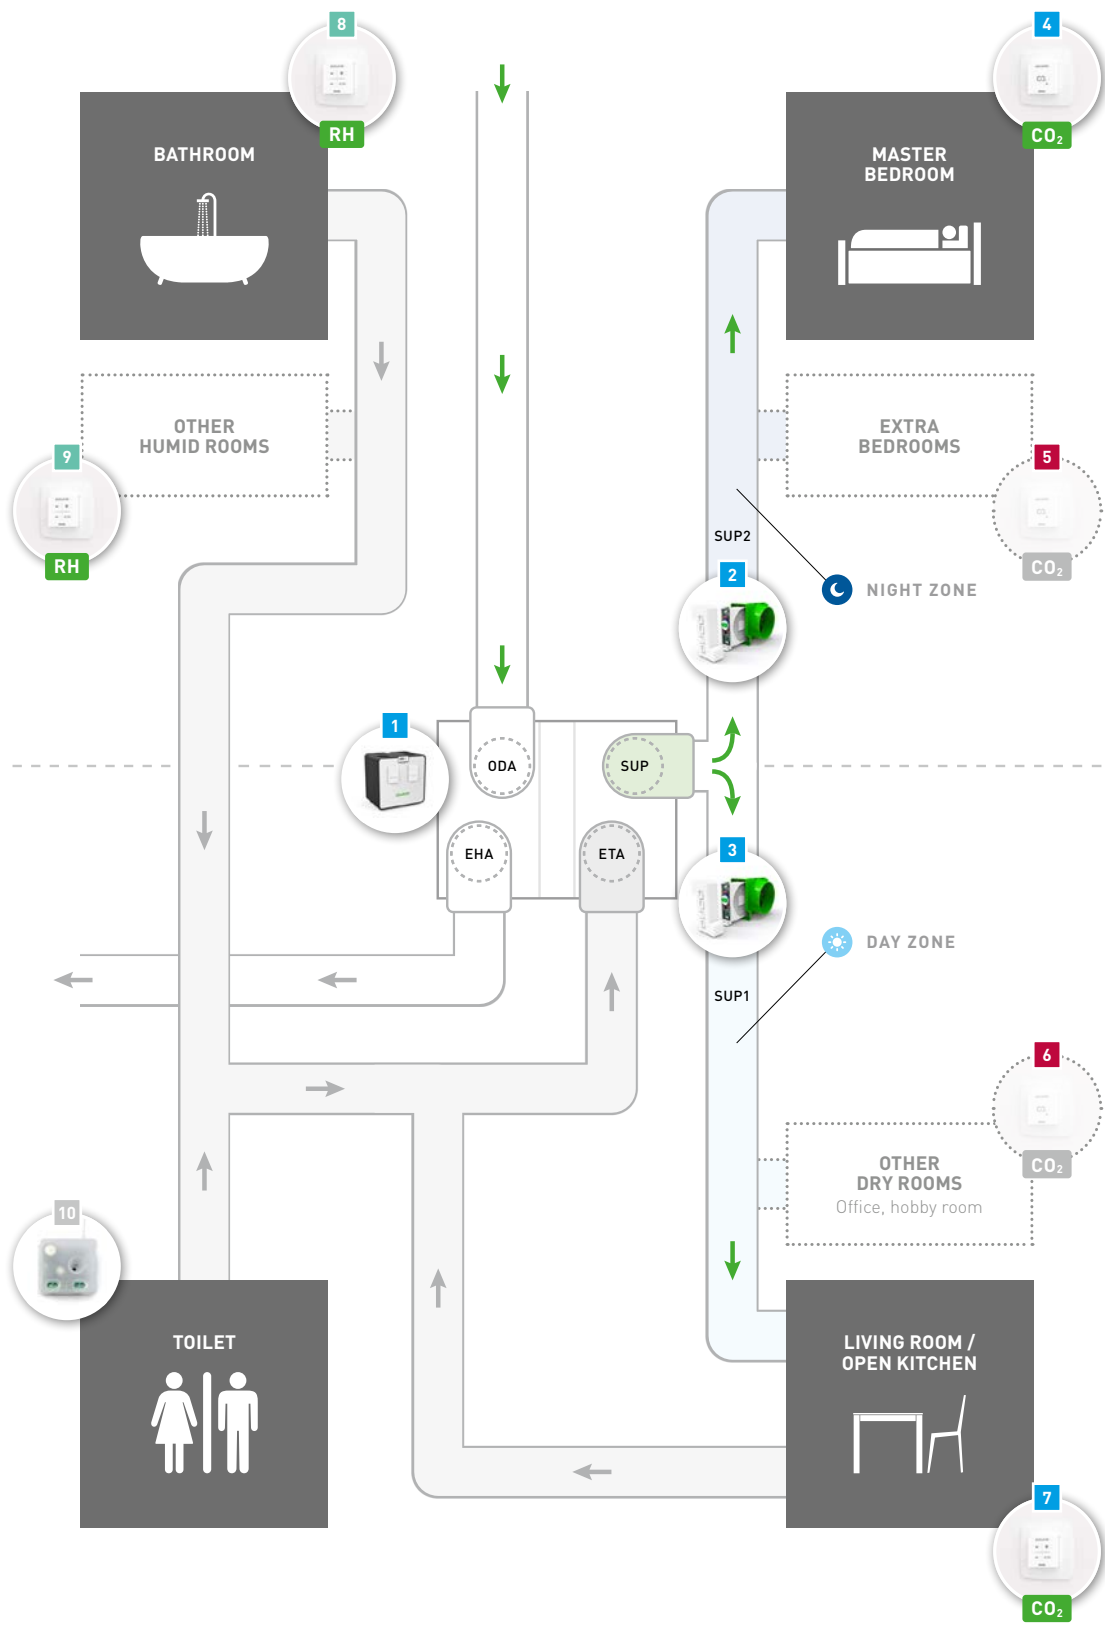 8
4
RH
CO₂
BATHROOM
MASTER
BEDROOM
OTHER
HUMID ROOMS
EXTRA
BEDROOMS
9
5
RH
CO₂
SUP2
2
NIGHT ZONE
1
ODA
SUP
EHA
ETA
3
DAY ZONE
SUP1
6
OTHER
DRY ROOMS
Office, hobby room
CO₂
10
TOILET
LIVING ROOM /
OPEN KITCHEN
7
CO₂